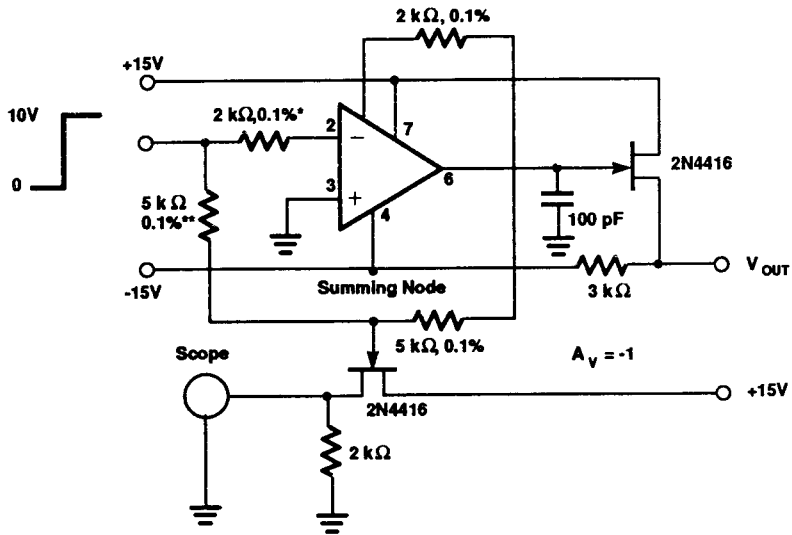 2 kΩ, 0.1%
+15V
10V
2 kΩ,0.1%*
2
7
−
0
3
+
6
2N4416
5 kΩ
0.1%**
4
100 pF
-15V
Summing Node
3 kΩ
V OUT
5 kΩ, 0.1%
Scope
A V = -1
2N4416
+15V
2 kΩ